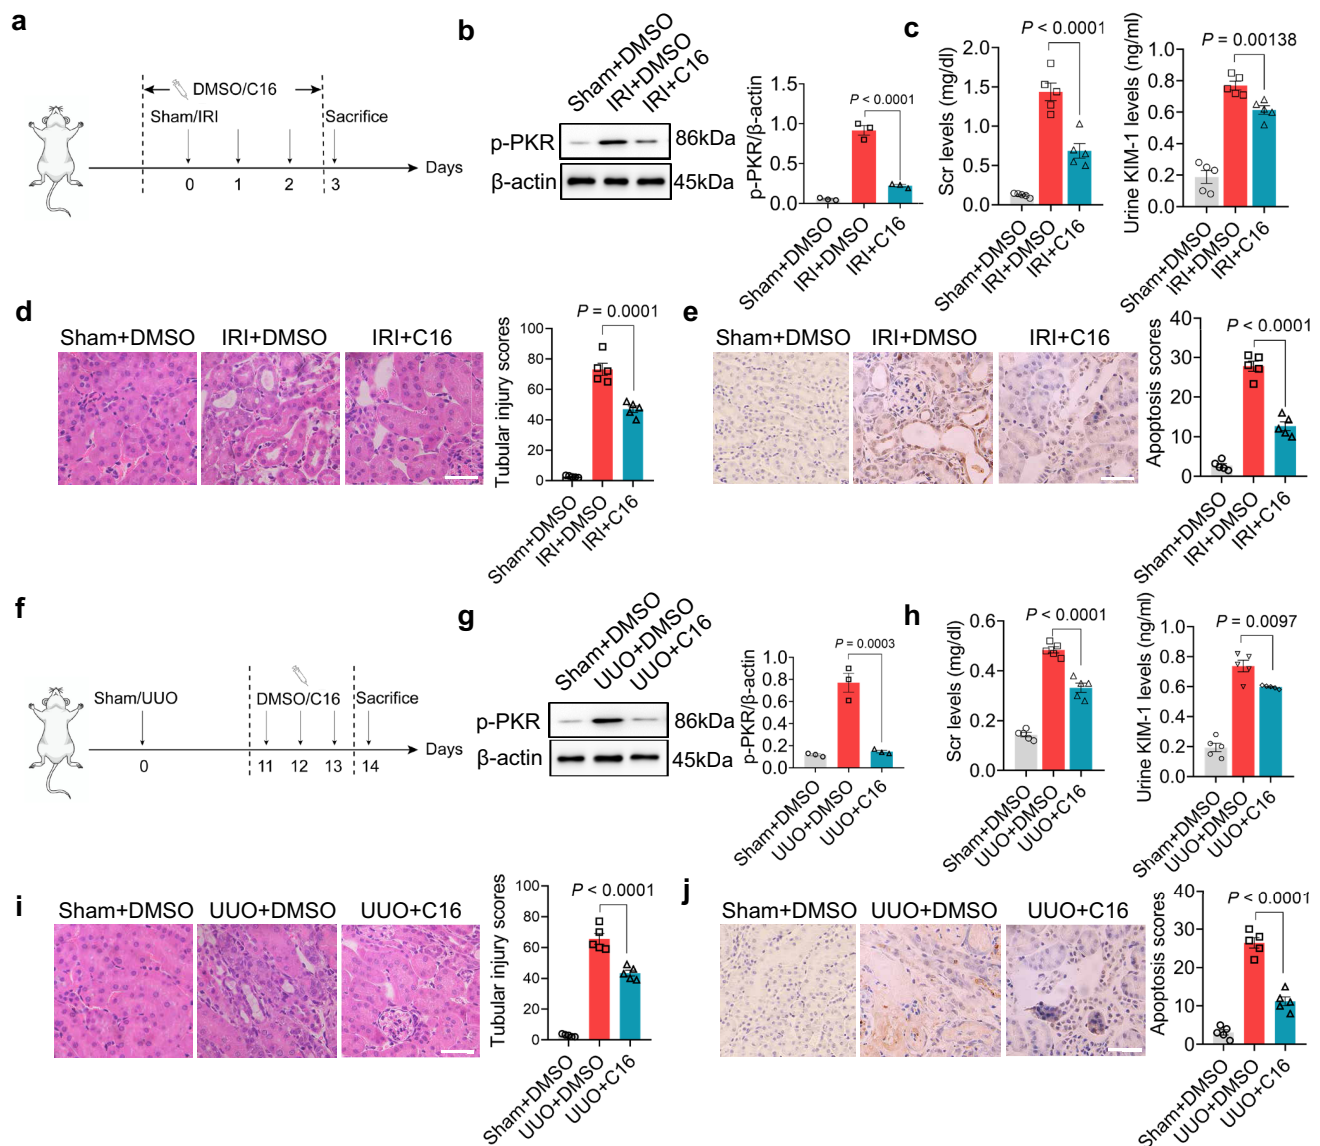 a
DMSO/C16
Sham/IRI
Sacrifice
Days
0
1
2
3
b
Sham+DMSO
IRI+DMSO
IRI+C16
p-PKR
86kDa
β-actin
45kDa
p-PKR/β-actin
1.5
1.0
0.5
0.0
P < 0.0001
Sham+DMSO
IRI+DMSO
IRI+C16
c
Scr levels (mg/dl)
2.0
1.5
1.0
0.5
0.0
P < 0.0001
Sham+DMSO
IRI+DMSO
IRI+C16
Urine KIM-1 levels (ng/ml)
1.0
0.8
0.6
0.4
0.2
0.0
P = 0.00138
Sham+DMSO
IRI+DMSO
IRI+C16
d
Sham+DMSO
IRI+DMSO
IRI+C16
Tubular injury scores
100
80
60
40
20
0
P = 0.0001
Sham+DMSO
IRI+DMSO
IRI+C16
e
Sham+DMSO
IRI+DMSO
IRI+C16
Apoptosis scores
40
30
20
10
0
P < 0.0001
Sham+DMSO
IRI+DMSO
IRI+C16
f
Sham/UUO
DMSO/C16
Sacrifice
Days
0
11
12
13
14
g
Sham+DMSO
UUO+DMSO
UUO+C16
p-PKR
86kDa
β-actin
45kDa
p-PKR/β-actin
1.0
0.8
0.6
0.4
0.2
0.0
P = 0.0003
Sham+DMSO
UUO+DMSO
UUO+C16
h
Scr levels (mg/dl)
0.6
0.4
0.2
0.0
P < 0.0001
Sham+DMSO
UUO+DMSO
UUO+C16
Urine KIM-1 levels (ng/ml)
1.0
0.8
0.6
0.4
0.2
0.0
P = 0.0097
Sham+DMSO
UUO+DMSO
UUO+C16
i
Sham+DMSO
UUO+DMSO
UUO+C16
Tubular injury scores
100
80
60
40
20
0
P < 0.0001
Sham+DMSO
UUO+DMSO
UUO+C16
j
Sham+DMSO
UUO+DMSO
UUO+C16
Apoptosis scores
40
30
20
10
0
P < 0.0001
Sham+DMSO
UUO+DMSO
UUO+C16